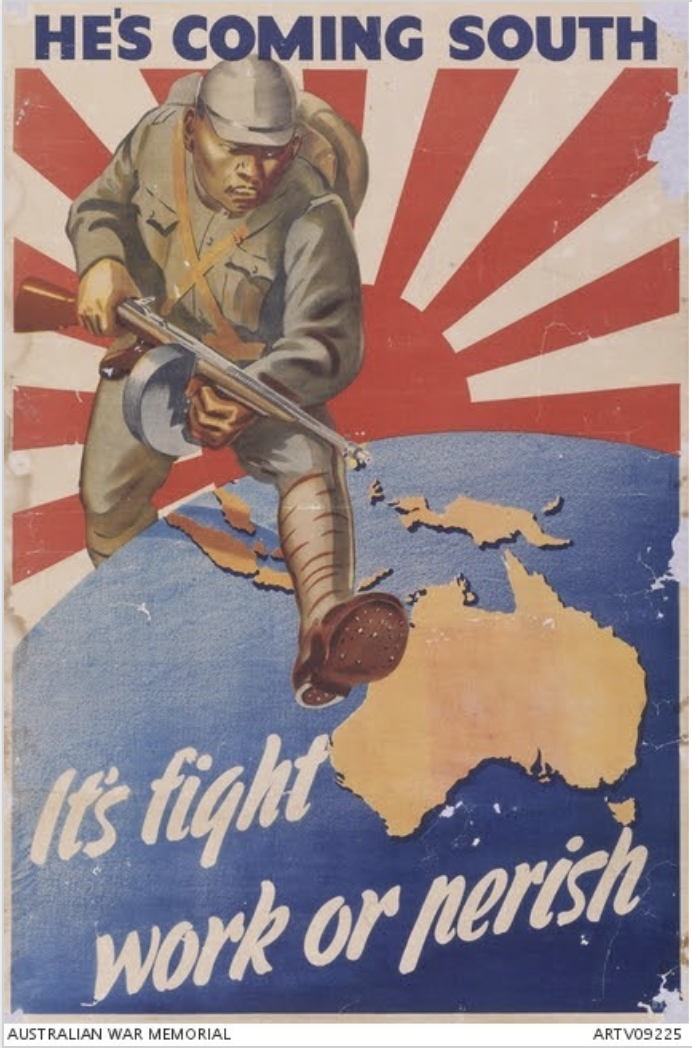 HE'S COMING SOUTH
It's fight
work or perish
AUSTRALIAN WAR MEMORIAL
ARTV09225